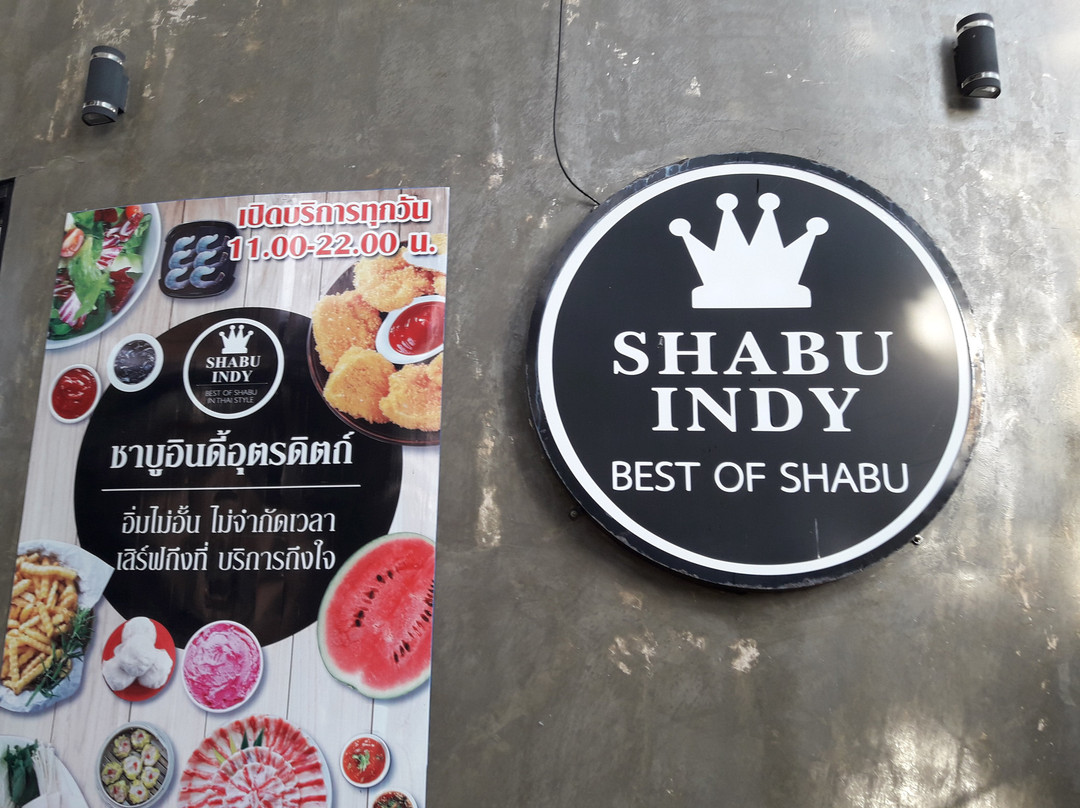 เปิดบริการทุกวัน
11.00-22.00 น.
SHABU
INDY
BEST OF SHABU
IN THAI STYLE
ชาบูอินดี้อุตรดิตถ์
อิ่มไม่อั้น ไม่จำกัดเวลา
เสิร์ฟถึงที่ บริการถึงใจ
SHABU
INDY
BEST OF SHABU